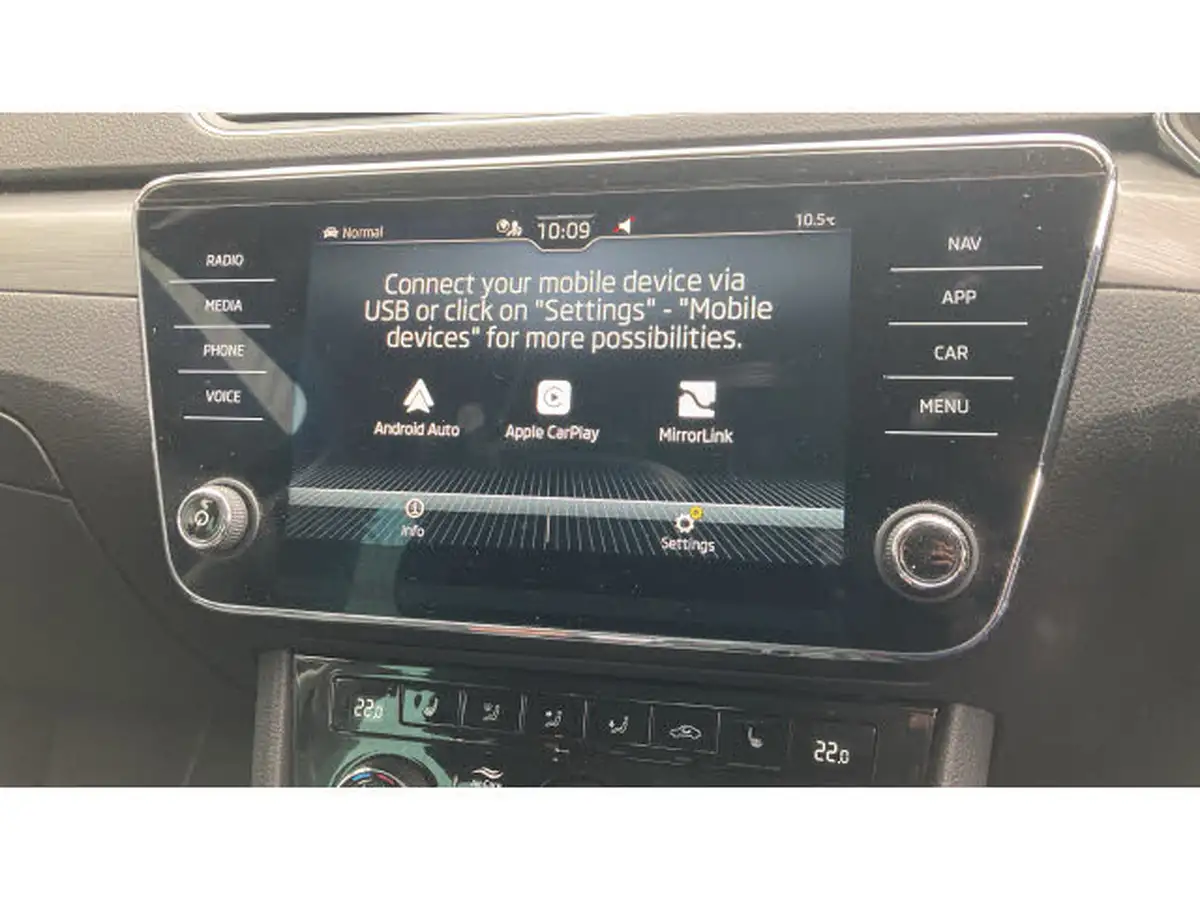 Normal
10:09
10.5°C
RADIO
MEDIA
PHONE
VOICE
Connect your mobile device via
USB or click on "Settings" - "Mobile
devices" for more possibilities.
Android Auto
Apple CarPlay
MirrorLink
Info
Settings
NAV
APP
CAR
MENU
22.0
22.0